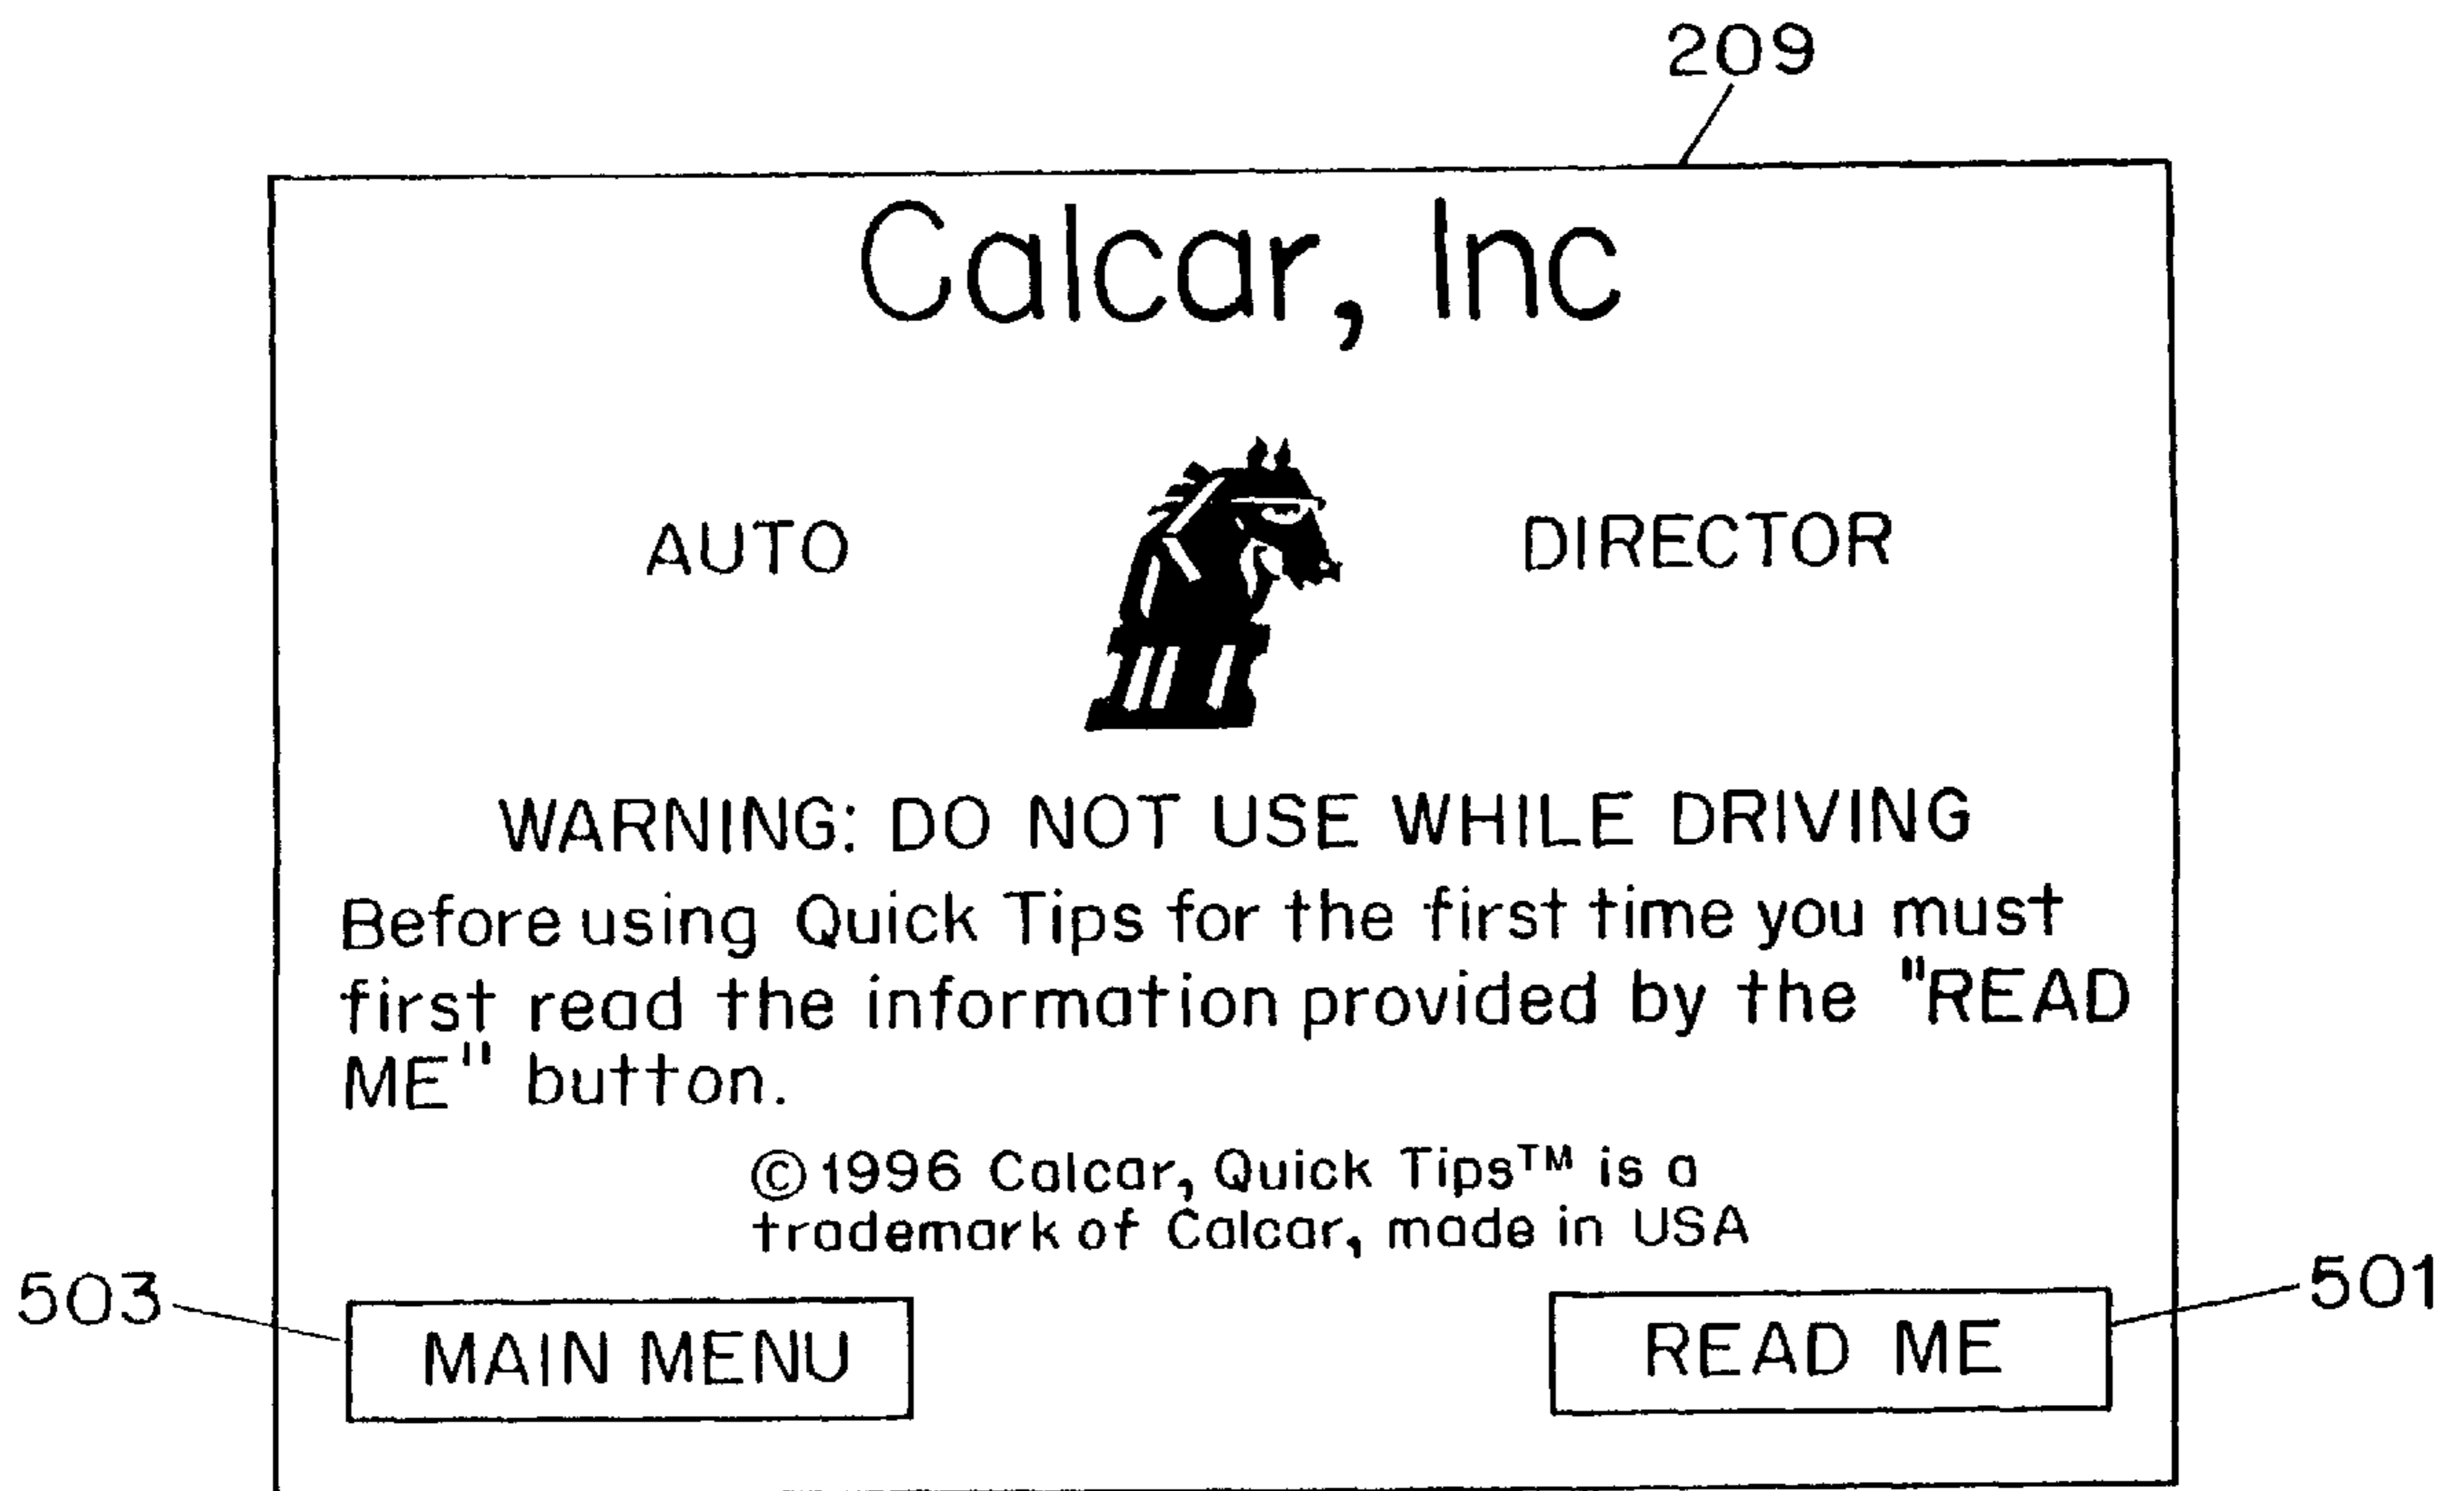 209
Calcar, Inc
AUTO DIRECTOR
WARNING: DO NOT USE WHILE DRIVING
Before using Quick Tips for the first time you must
first read the information provided by the "READ
ME" button.
©1996 Calcar, Quick Tips™ is a
trademark of Calcar, made in USA
503 MAIN MENU READ ME 501